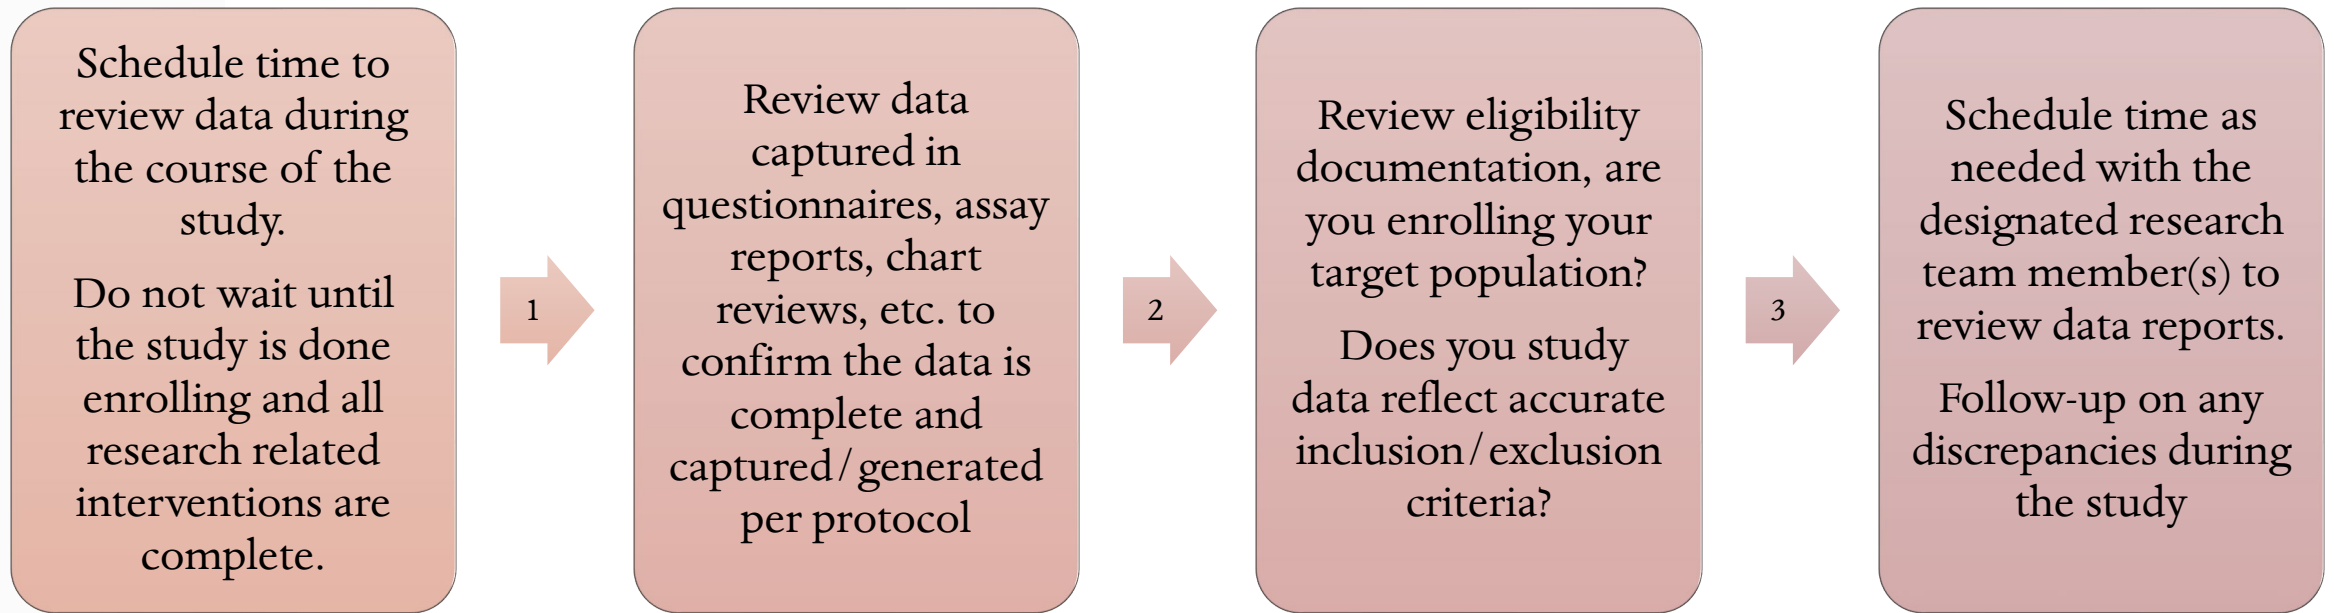 Schedule time to
review data during
the course of the
study.
Do not wait until
the study is done
enrolling and all
research related
interventions are
complete.
1
Review data
captured in
questionnaires, assay
reports, chart
reviews, etc. to
confirm the data is
complete and
captured/generated
per protocol
2
Review eligibility
documentation, are
you enrolling your
target population?
Does you study
data reflect accurate
inclusion/exclusion
criteria?
3
Schedule time as
needed with the
designated research
team member(s) to
review data reports.
Follow-up on any
discrepancies during
the study